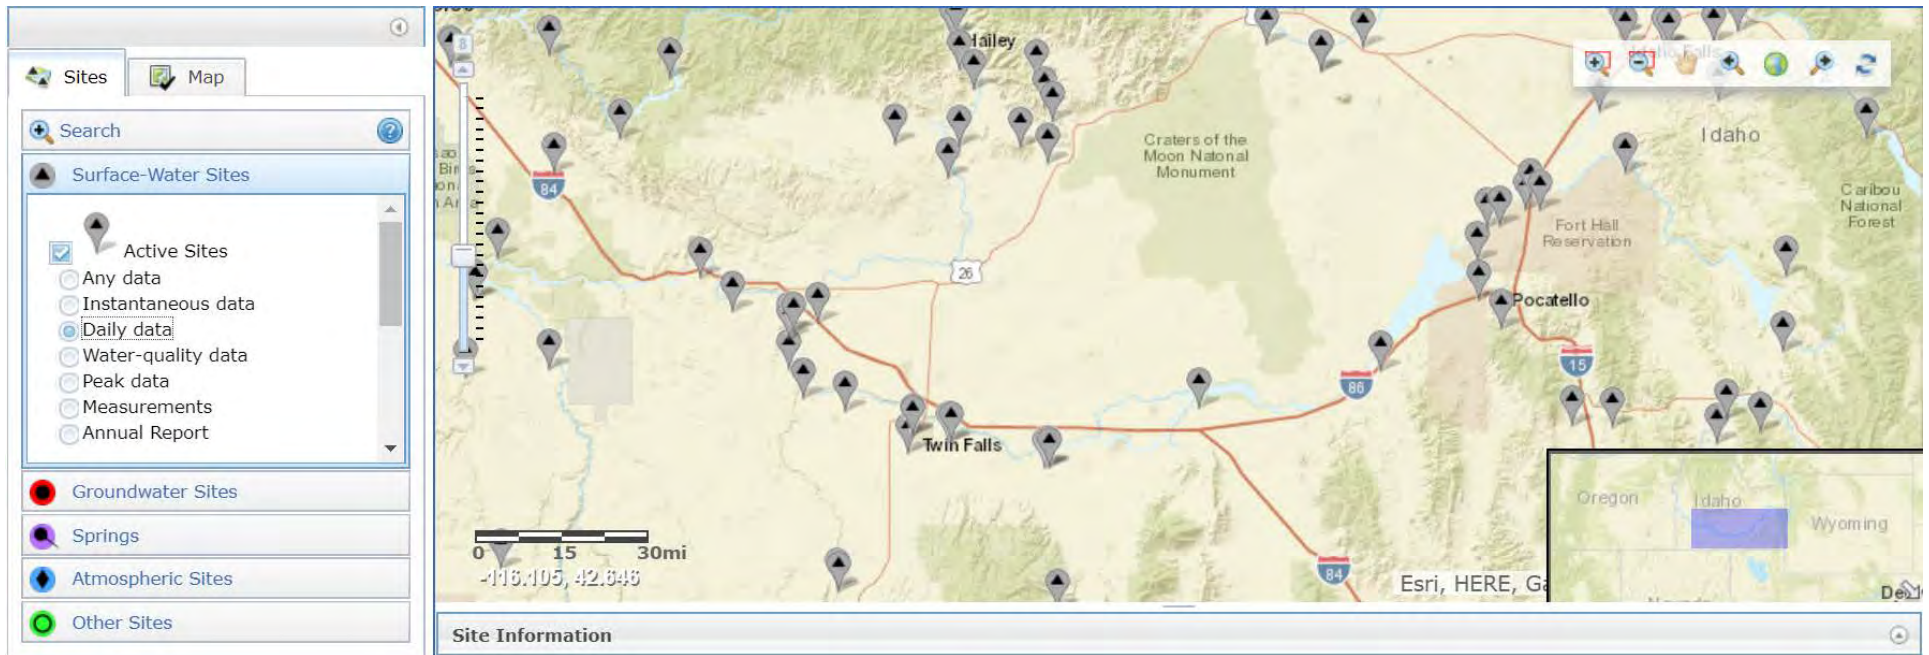 Sites
Map
Search
Surface-Water Sites
Active Sites
Any data
Instantaneous data
Daily data
Water-quality data
Peak data
Measurements
Annual Report
Groundwater Sites
Springs
Atmospheric Sites
Other Sites
8
Hailey
Idaho Falls
Idaho
Craters of the
Moon National
Monument
84
Caribou
National
Forest
Fort Hall
Reservation
26
Pocatello
15
86
Twin Falls
0 15 30mi
-116.105, 42.646
84
Esri, HERE, Ga
Oregon
Idaho
Wyoming
Site Information